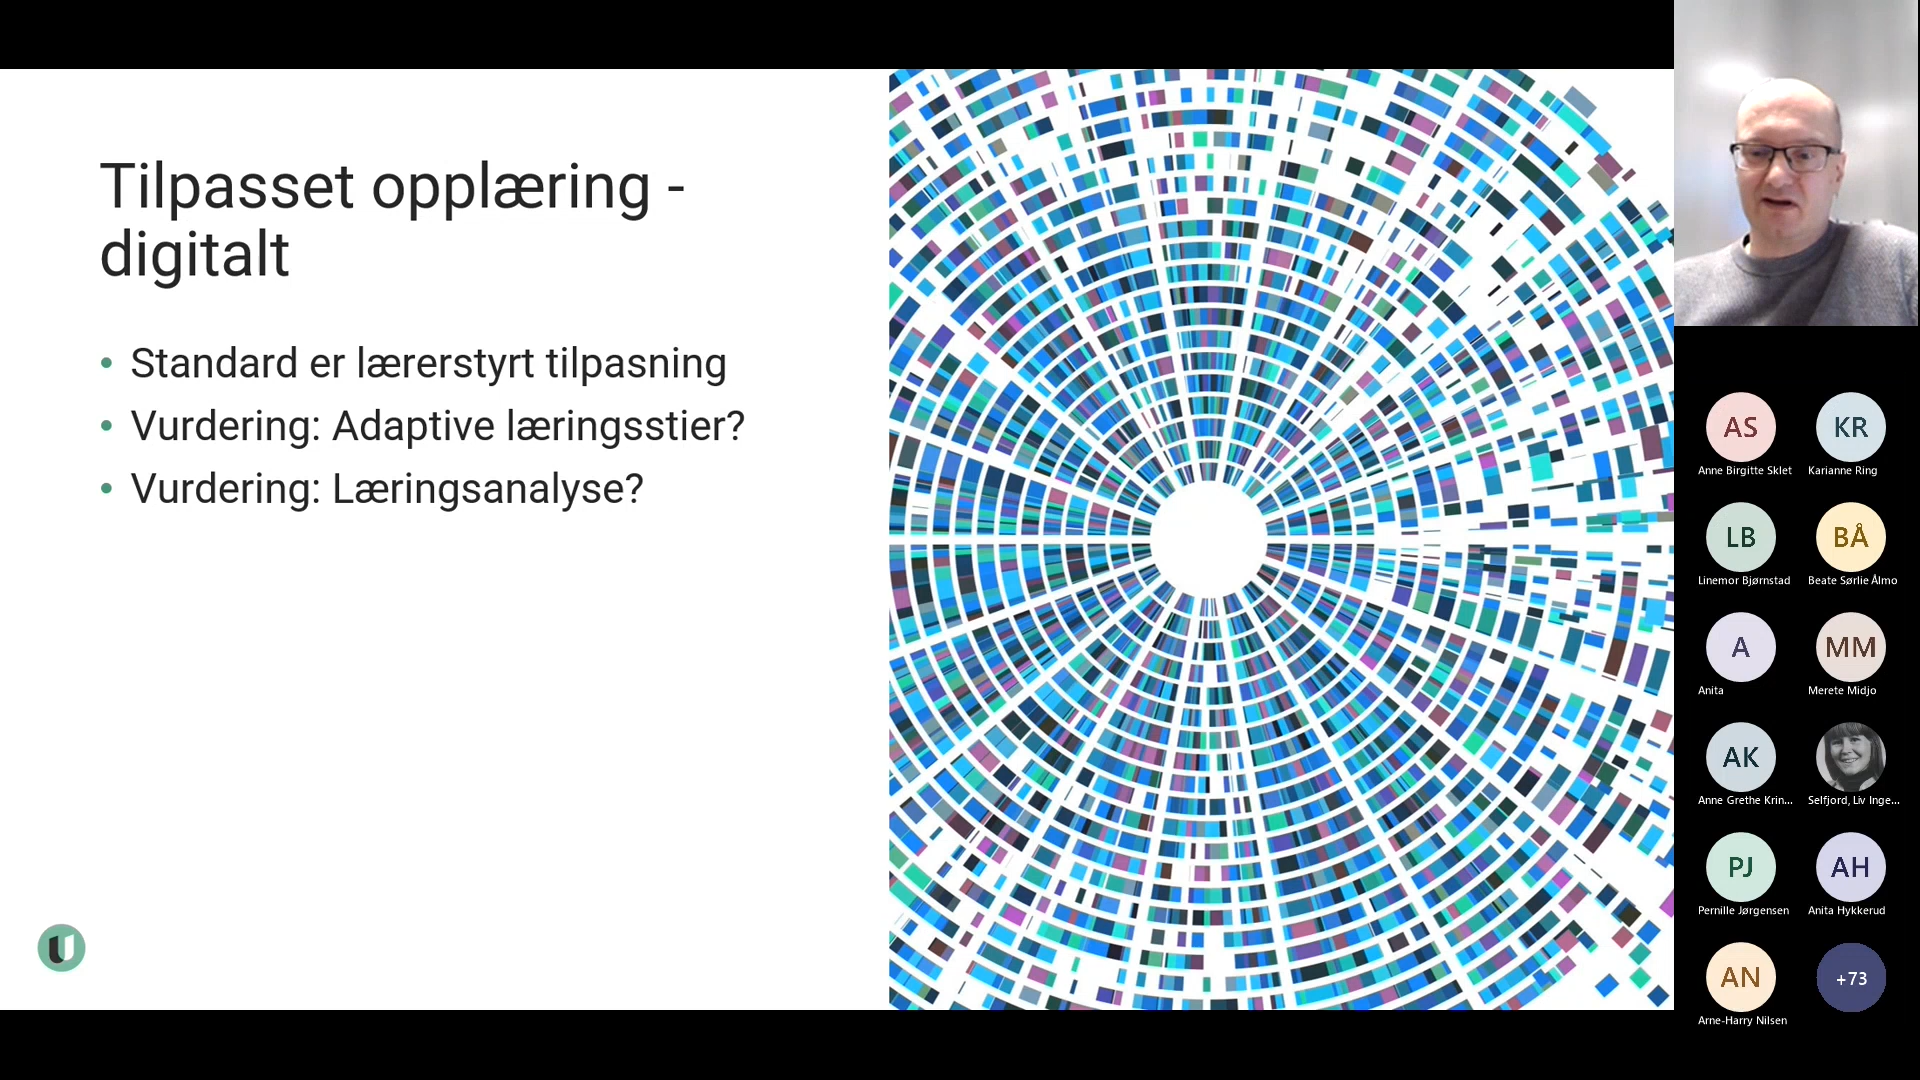 Tilpasset opplæring -
digitalt
• Standard er lærerstyrt tilpasning
• Vurdering: Adaptive læringsstier?
• Vurdering: Læringsanalyse?
U
AS
KR
Anne Birgitte Sklet
Karianne Ring
LB
BÅ
Linemor Bjørnstad
Beate Sørlie Ålmo
A
MM
Anita
Merete Midjo
AK
Anne Grethe Krin...
Selfjord, Liv Inge...
PJ
AH
Pernille Jørgensen
Anita Hykkerud
AN
+73
Arne-Harry Nilsen